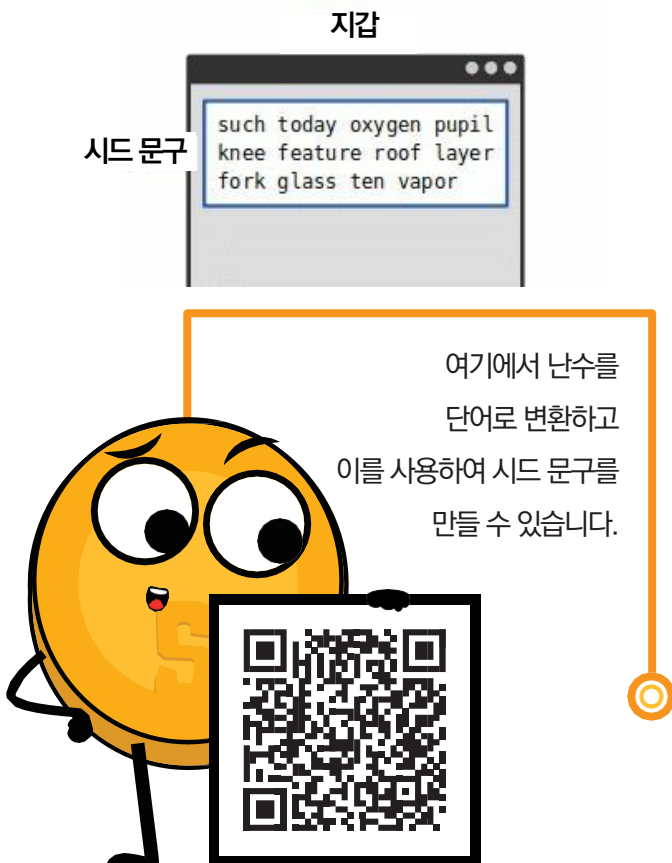 지갑
시드 문구
such today oxygen pupil
knee feature roof layer
fork glass ten vapor
여기에서 난수를
단어로 변환하고
이를 사용하여 시드 문구를
만들 수 있습니다.